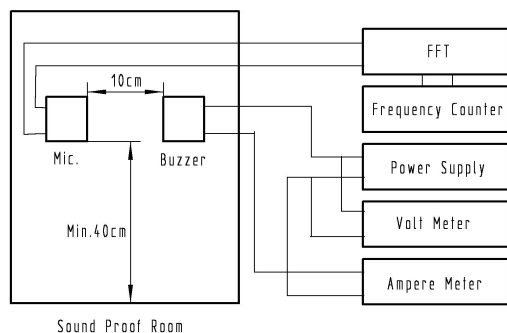 FFT
10cm
Frequency Counter
Mic.
Buzzer
Power Supply
Min.40cm
Volt Meter
Ampere Meter
Sound Proof Room